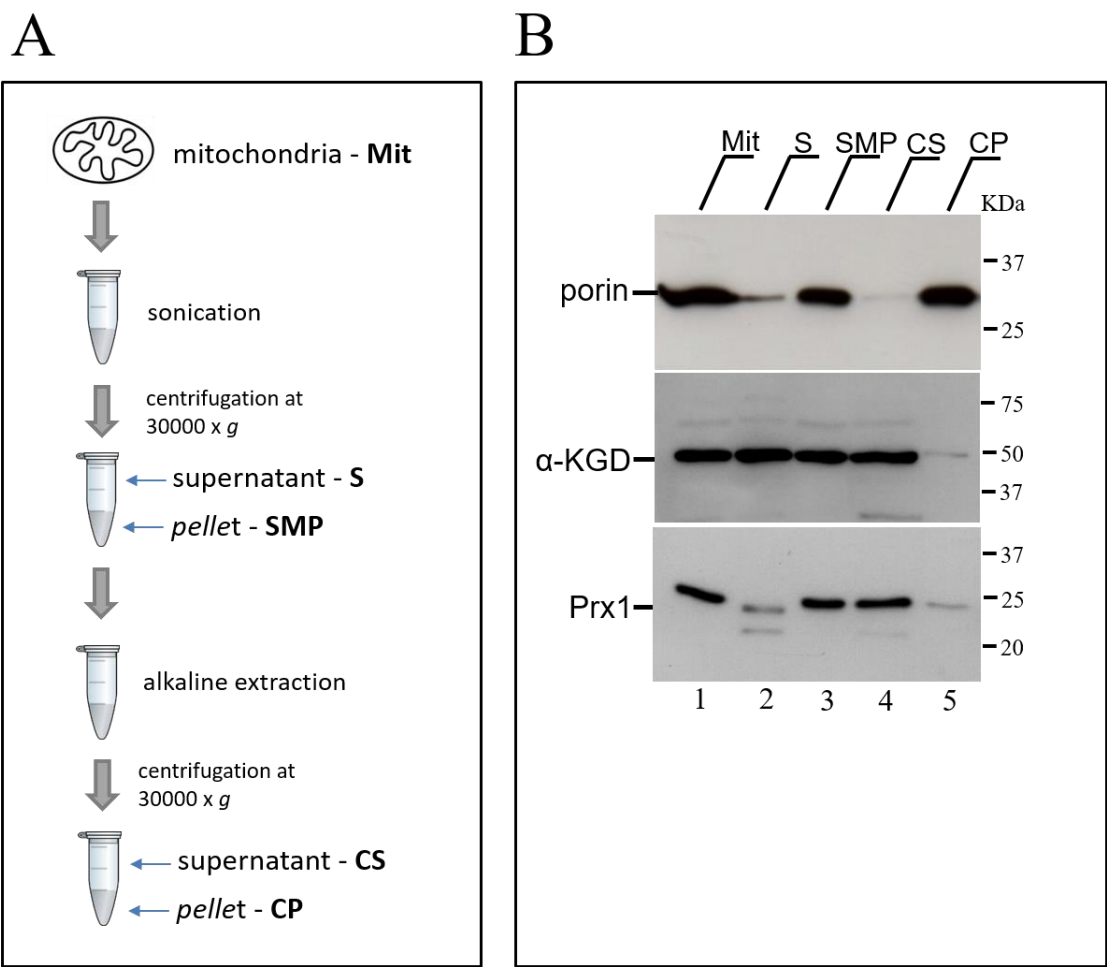 A
mitochondria - Mit
sonication
centrifugation at
30000 x g
supernatant - S
pellet - SMP
alkaline extraction
centrifugation at
30000 x g
supernatant - CS
pellet - CP
B
Mit S SMP CS CP
KDa
porin
37
25
α-KGD
75
50
37
Prx1
37
25
20
1 2 3 4 5